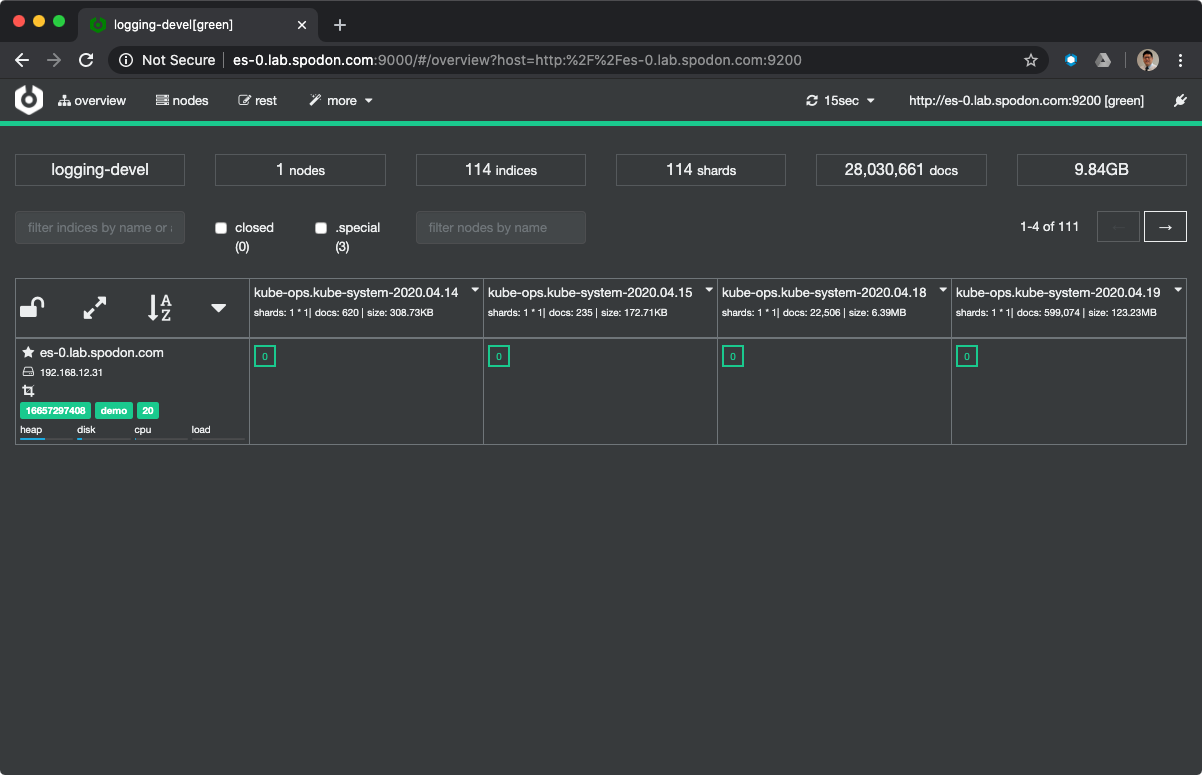 logging-devel[green]
Not Secure | es-0.lab.spodon.com:9000/#/overview?host=http:%2F%2Fes-0.lab.spodon.com:9200
overview nodes rest more 15sec http://es-0.lab.spodon.com:9200 [green]
logging-devel 1 nodes 114 indices 114 shards 28,030,661 docs 9.84GB
filter indices by name or a closed .special filter nodes by name 1-4 of 111 ← →
(0) (3)
A
Z
kube-ops.kube-system-2020.04.14 kube-ops.kube-system-2020.04.15 kube-ops.kube-system-2020.04.18 kube-ops.kube-system-2020.04.19
shards: 1 * 1| docs: 620 | size: 308.73KB shards: 1 * 1| docs: 235 | size: 172.71KB shards: 1 * 1| docs: 22,506 | size: 6.39MB shards: 1 * 1| docs: 599,074 | size: 123.23MB
es-0.lab.spodon.com 0 0 0 0
192.168.12.31
16657297408 demo 20
heap disk cpu load